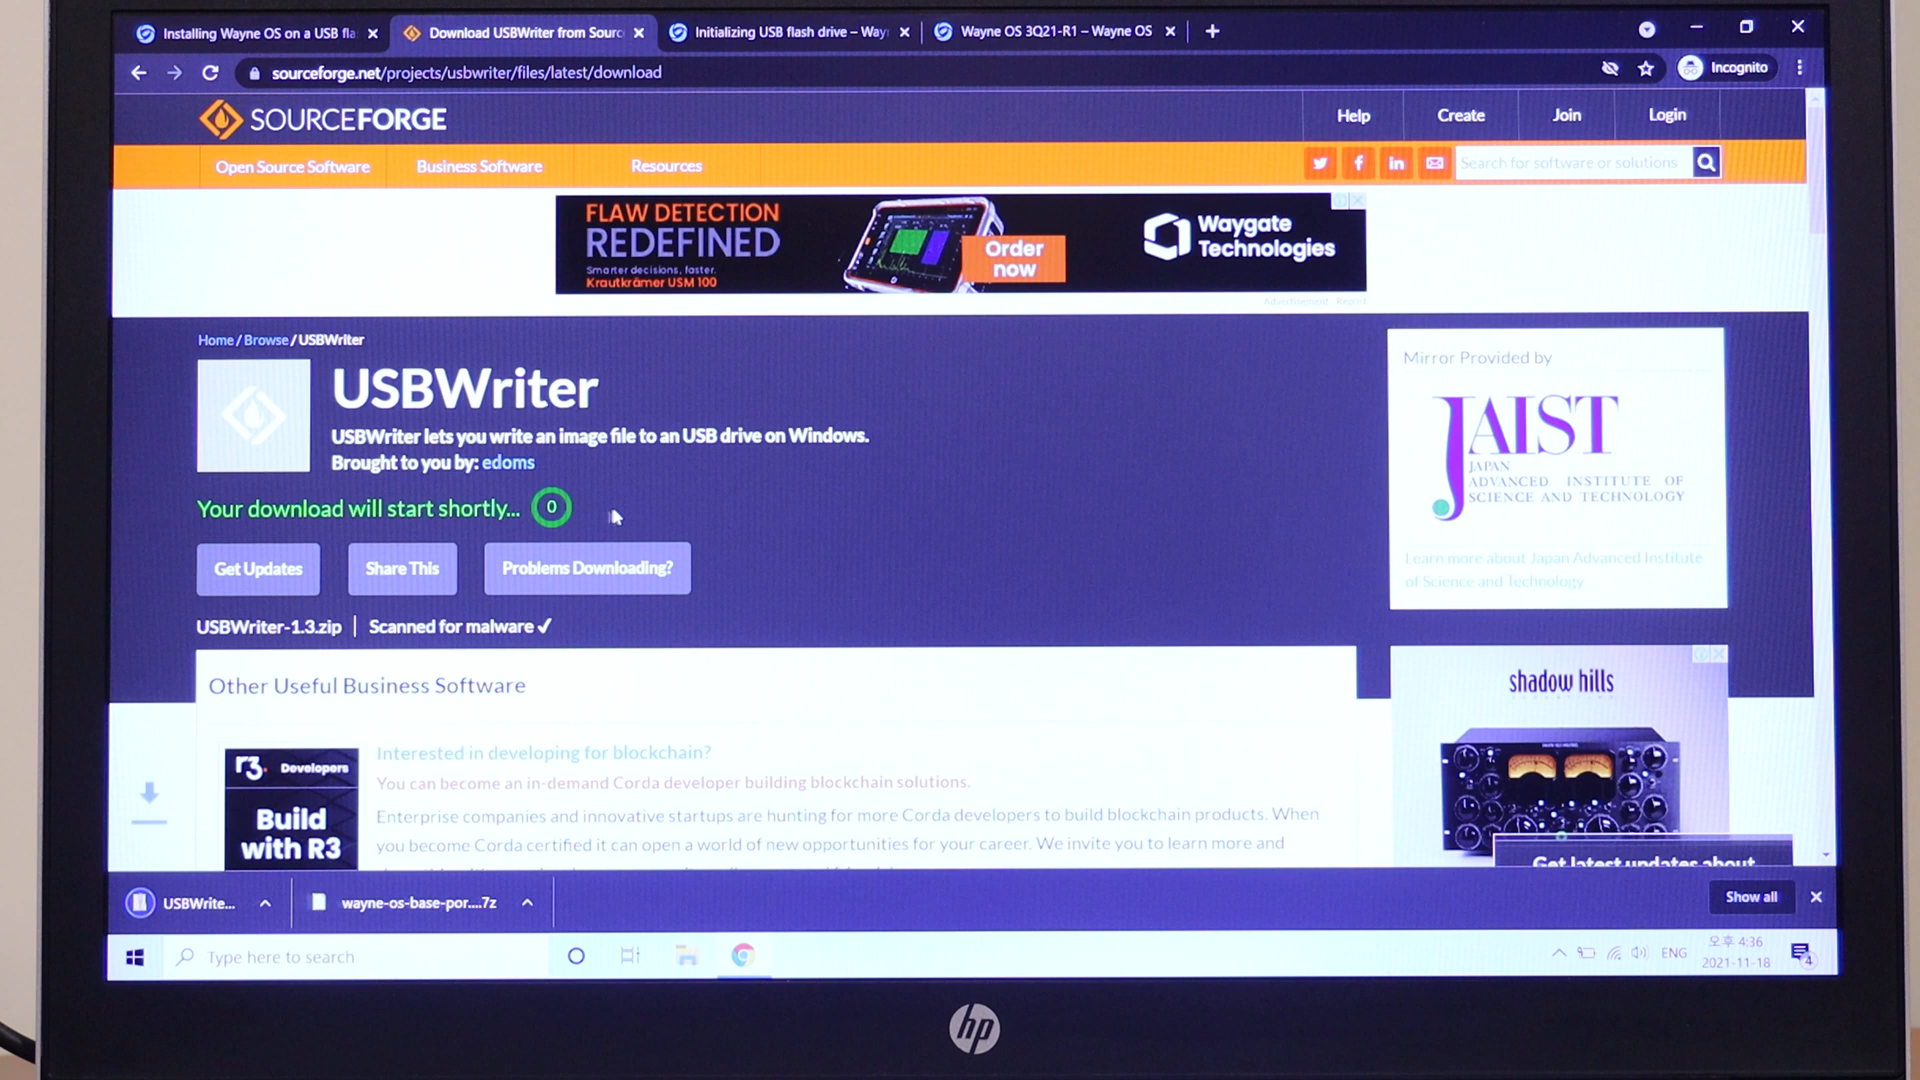 Installing Wayne OS on a USB fla
Download USBWriter from Sourc
Initializing USB flash drive – Way
Wayne OS 3Q21-R1 – Wayne OS
sourceforge.net/projects/usbwriter/files/latest/download
Incognito
SOURCEFORGE
Help
Create
Join
Login
Open Source Software
Business Software
Resources
Search for software or solutions
FLAW DETECTION
REDEFINED
Smarter decisions, faster.
Krautkrämer USM 100
Order
now
Waygate
Technologies
Advertisement - Report
Home / Browse / USBWriter
USBWriter
USBWriter lets you write an image file to an USB drive on Windows.
Brought to you by: edoms
Your download will start shortly... 0
Get Updates
Share This
Problems Downloading?
USBWriter-1.3.zip | Scanned for malware ✓
Mirror Provided by
JAIST
JAPAN
ADVANCED INSTITUTE OF
SCIENCE AND TECHNOLOGY
Learn more about Japan Advanced Institute
of Science and Technology
Other Useful Business Software
r3. Developers
Build
with R3
Interested in developing for blockchain?
You can become an in-demand Corda developer building blockchain solutions.
Enterprise companies and innovative startups are hunting for more Corda developers to build blockchain products. When
you become Corda certified it can open a world of new opportunities for your career. We invite you to learn more and
shadow hills
Get latest updates about
USBWrite...
wayne-os-base-por....7z
Show all
Type here to search
ENG
오후 4:36
2021-11-18
4
hp